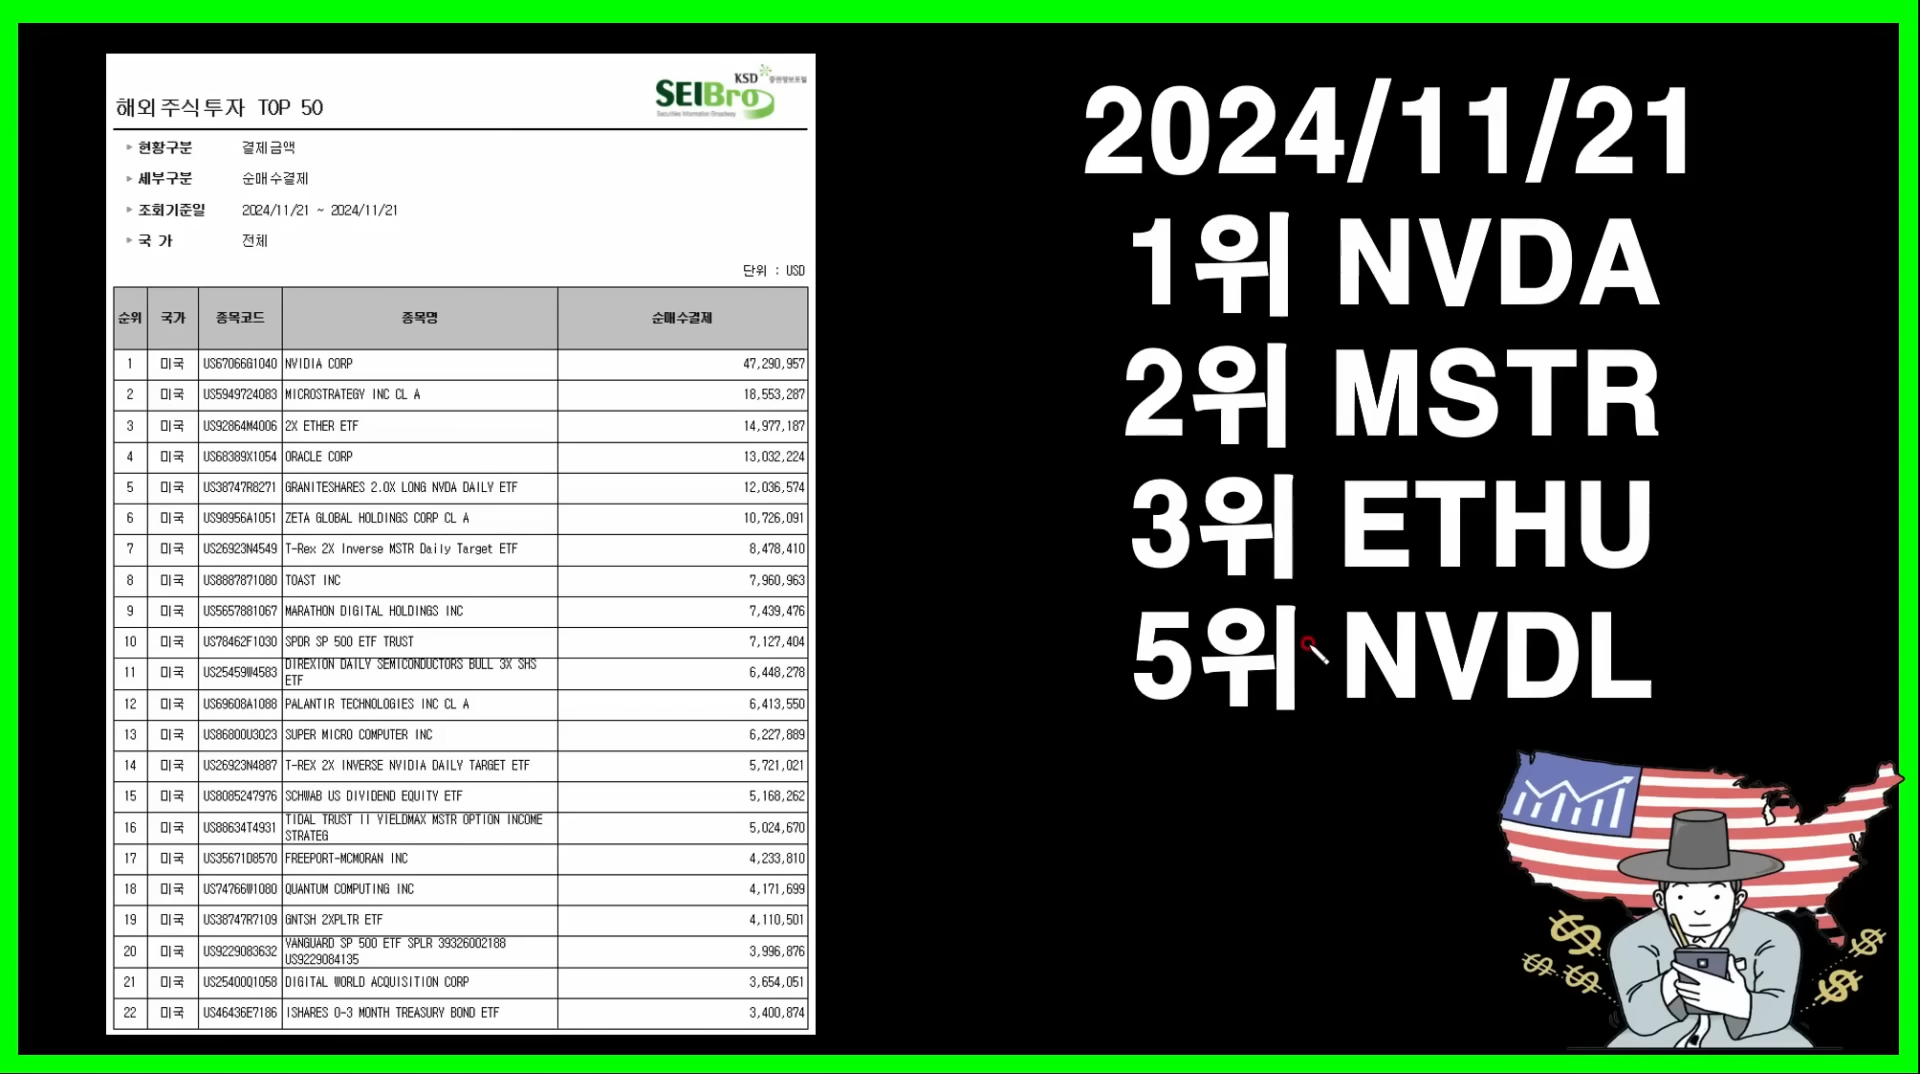 해외주식투자 TOP 50
KSD 증권정보포털
SEIBro
Securities Information Broadway
현황구분 결제금액
세부구분 순매수결제
조회기준일 2024/11/21 ~ 2024/11/21
국 가 전체
단위 : USD
순위 국가 종목코드 종목명 순매수결제
1 미국 US67066G1040 NVIDIA CORP 47,290,957
2 미국 US5949724083 MICROSTRATEGY INC CL A 18,553,287
3 미국 US92864M4006 2X ETHER ETF 14,977,187
4 미국 US68389X1054 ORACLE CORP 13,032,224
5 미국 US38747R8271 GRANITESHARES 2.0X LONG NVDA DAILY ETF 12,036,574
6 미국 US98956A1051 ZETA GLOBAL HOLDINGS CORP CL A 10,726,091
7 미국 US26923N4549 T-Rex 2X Inverse MSTR Daily Target ETF 8,478,410
8 미국 US8887871080 TOAST INC 7,960,963
9 미국 US5657881067 MARATHON DIGITAL HOLDINGS INC 7,439,476
10 미국 US78462F1030 SPDR SP 500 ETF TRUST 7,127,404
11 미국 US25459W4583 DIREXION DAILY SEMICONDUCTORS BULL 3X SHS
ETF 6,448,278
12 미국 US69608A1088 PALANTIR TECHNOLOGIES INC CL A 6,413,550
13 미국 US86800U3023 SUPER MICRO COMPUTER INC 6,227,889
14 미국 US26923N4887 T-REX 2X INVERSE NVIDIA DAILY TARGET ETF 5,721,021
15 미국 US8085247976 SCHWAB US DIVIDEND EQUITY ETF 5,168,262
16 미국 US88634T4931 TIDAL TRUST II YIELDMAX MSTR OPTION INCOME
STRATEG 5,024,670
17 미국 US35671D8570 FREEPORT-MCMORAN INC 4,233,810
18 미국 US74766W1080 QUANTUM COMPUTING INC 4,171,699
19 미국 US38747R7109 GNTSH 2XPLTR ETF 4,110,501
20 미국 US9229083632 VANGUARD SP 500 ETF SPLR 39326002188
US9229084135 3,996,876
21 미국 US25400Q1058 DIGITAL WORLD ACQUISITION CORP 3,654,051
22 미국 US46436E7186 ISHARES 0-3 MONTH TREASURY BOND ETF 3,400,874
2024/11/21
1위 NVDA
2위 MSTR
3위 ETHU
5위 NVDL